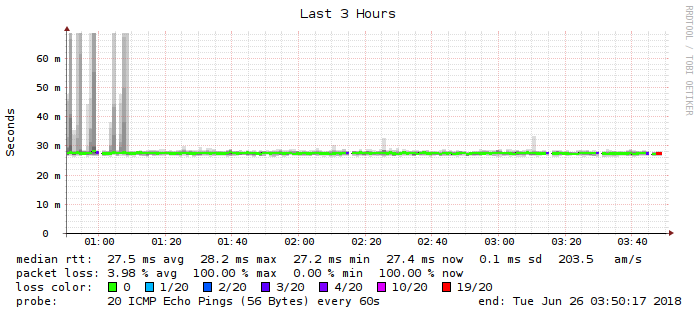 Last 3 Hours
RRDTOOL / TOBI OETIKER
Seconds
60 m
50 m
40 m
30 m
20 m
10 m
0
01:00 01:20 01:40 02:00 02:20 02:40 03:00 03:20 03:40
median rtt: 27.5 ms avg 28.2 ms max 27.2 ms min 27.4 ms now 0.1 ms sd 203.5 am/s
packet loss: 3.98 % avg 100.00 % max 0.00 % min 100.00 % now
loss color: 0 1/20 2/20 3/20 4/20 10/20 19/20
probe: 20 ICMP Echo Pings (56 Bytes) every 60s end: Tue Jun 26 03:50:17 2018